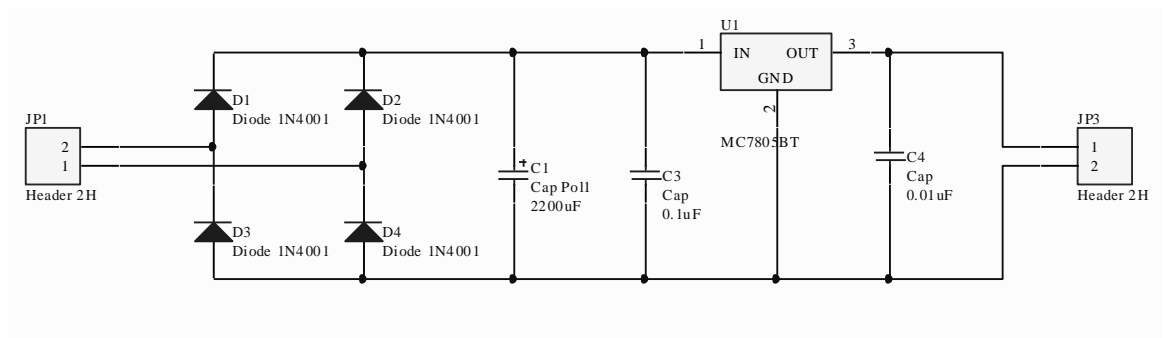 U1
1
IN
OUT
3
GND
2
MC7805BT
D1
Diode 1N4001
D2
Diode 1N4001
JP1
2
1
Header 2H
C1
Cap Poll
2200uF
+
C3
Cap
0.1uF
C4
Cap
0.01uF
JP3
1
2
Header 2H
D3
Diode 1N4001
D4
Diode 1N4001